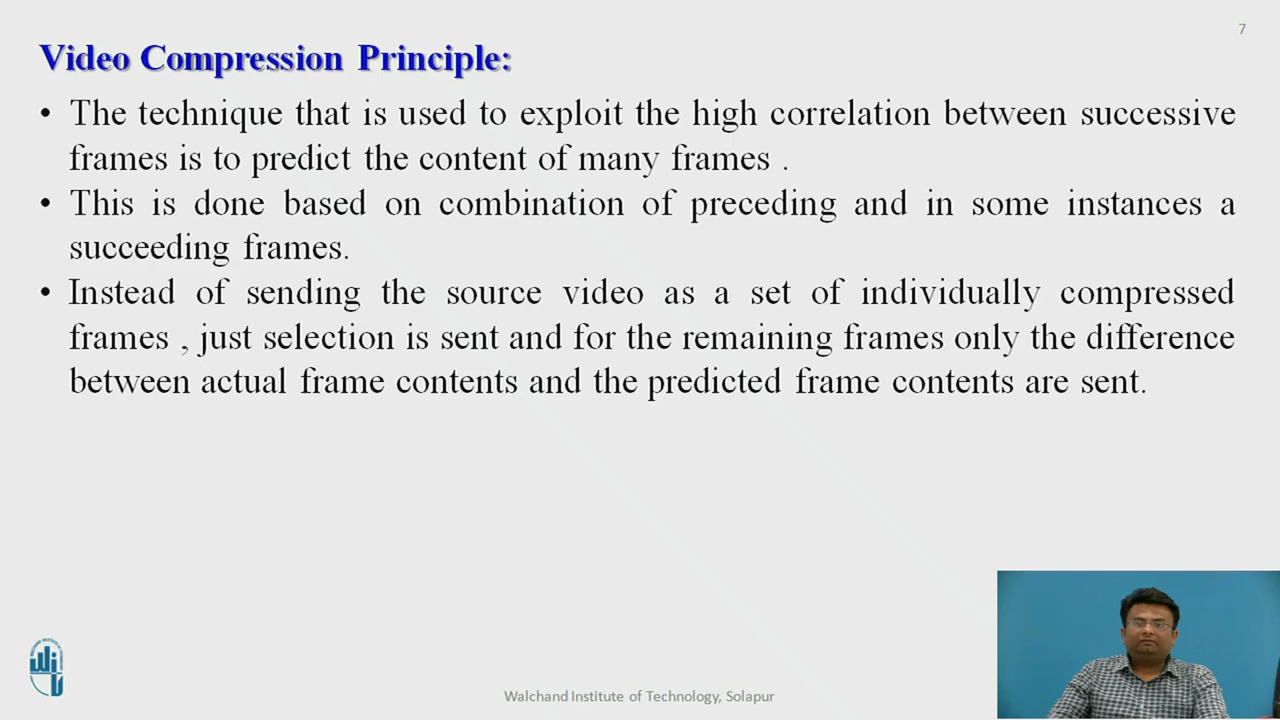 7
Video Compression Principle:
• The technique that is used to exploit the high correlation between successive
frames is to predict the content of many frames .
• This is done based on combination of preceding and in some instances a
succeeding frames.
• Instead of sending the source video as a set of individually compressed
frames , just selection is sent and for the remaining frames only the difference
between actual frame contents and the predicted frame contents are sent.
Walchand Institute of Technology, Solapur